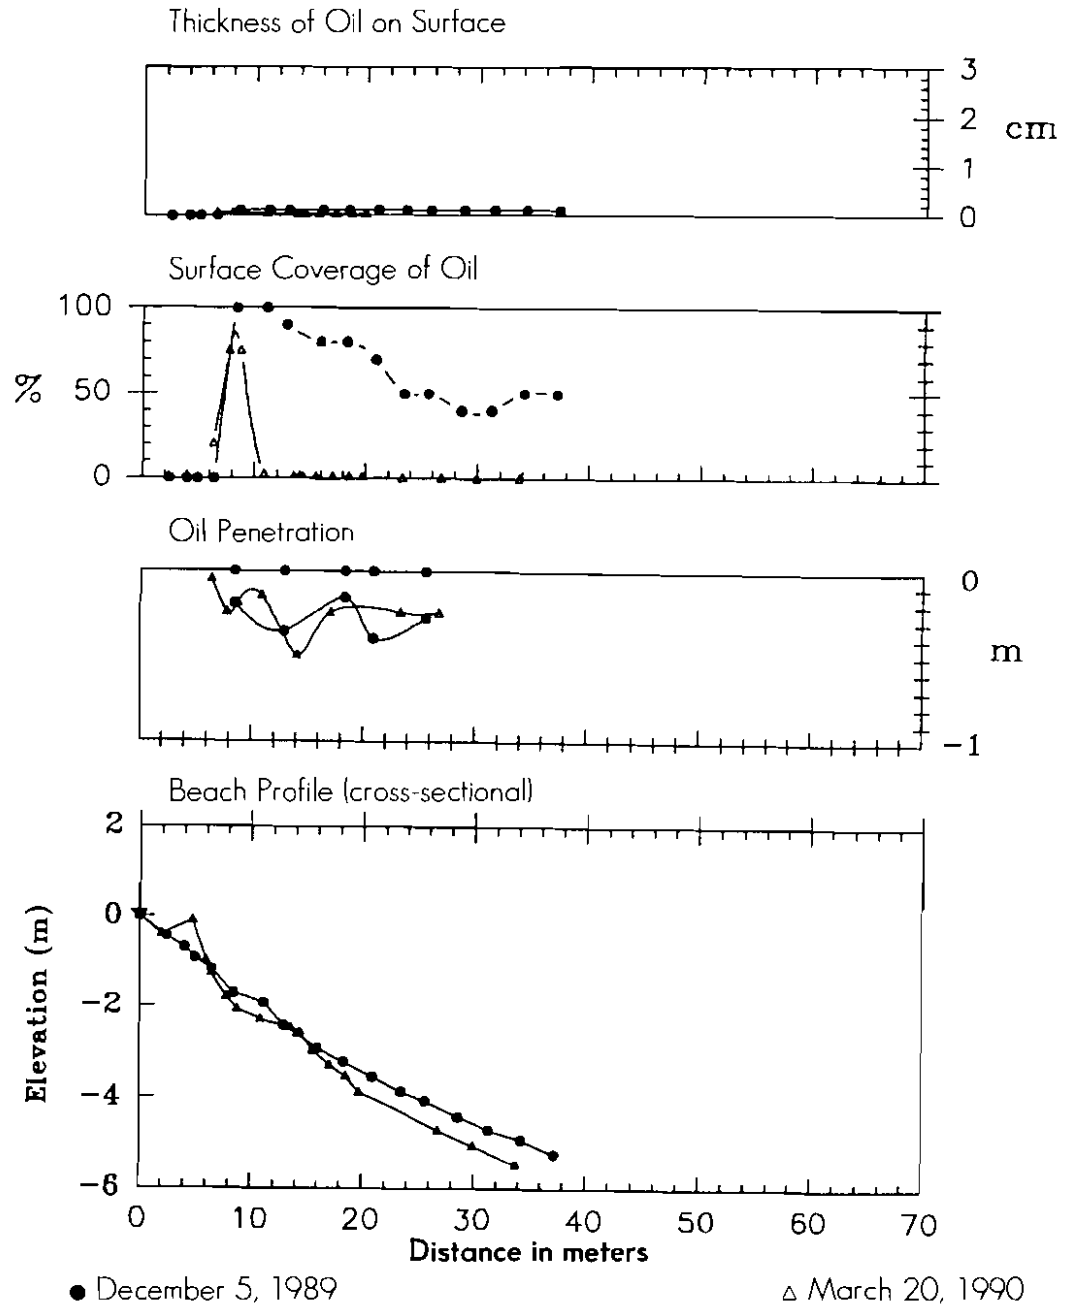 Thickness of Oil on Surface
3
2
cm
1
0
Surface Coverage of Oil
100
% 50
0
Oil Penetration
0
m
-1
Beach Profile (cross-sectional)
2
0
-2
Elevation (m)
-4
-6
0 10 20 30 40 50 60 70
Distance in meters
● December 5, 1989 △ March 20, 1990